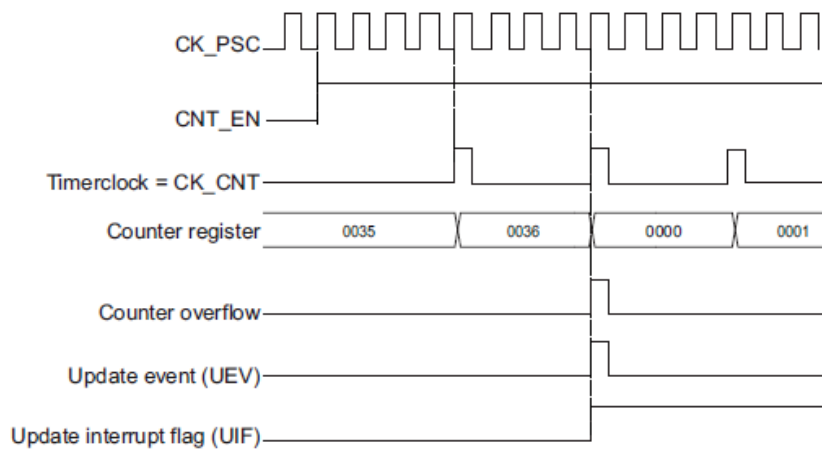 CK_PSC
CNT_EN
Timerclock = CK_CNT
Counter register 0035 0036 0000 0001
Counter overflow
Update event (UEV)
Update interrupt flag (UIF)